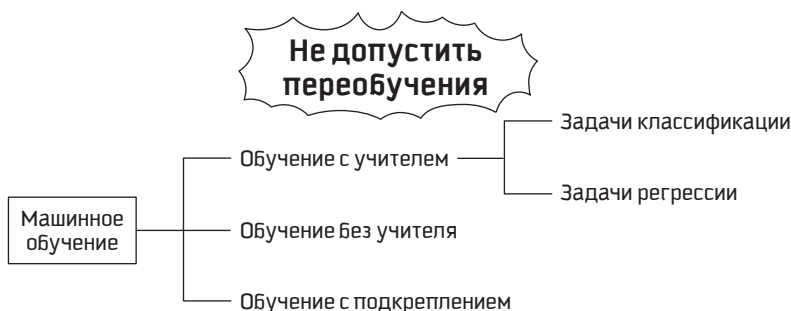 Не допустить
переобучения
Задачи классификации
Обучение с учителем
Задачи регрессии
Машинное
обучение
Обучение без учителя
Обучение с подкреплением